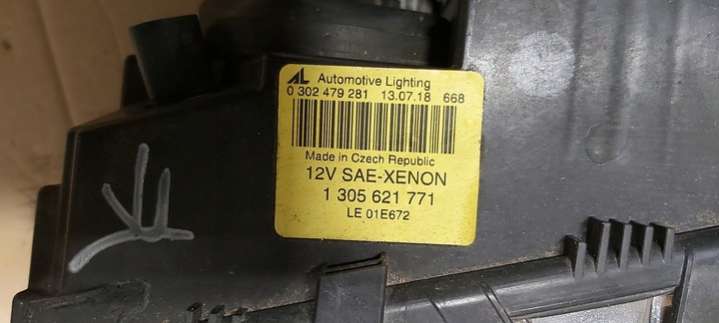 AL Automotive Lighting
0 302 479 281 13.07.18 668
Made in Czech Republic
12V SAE-XENON
1 305 621 771
LE 01E672